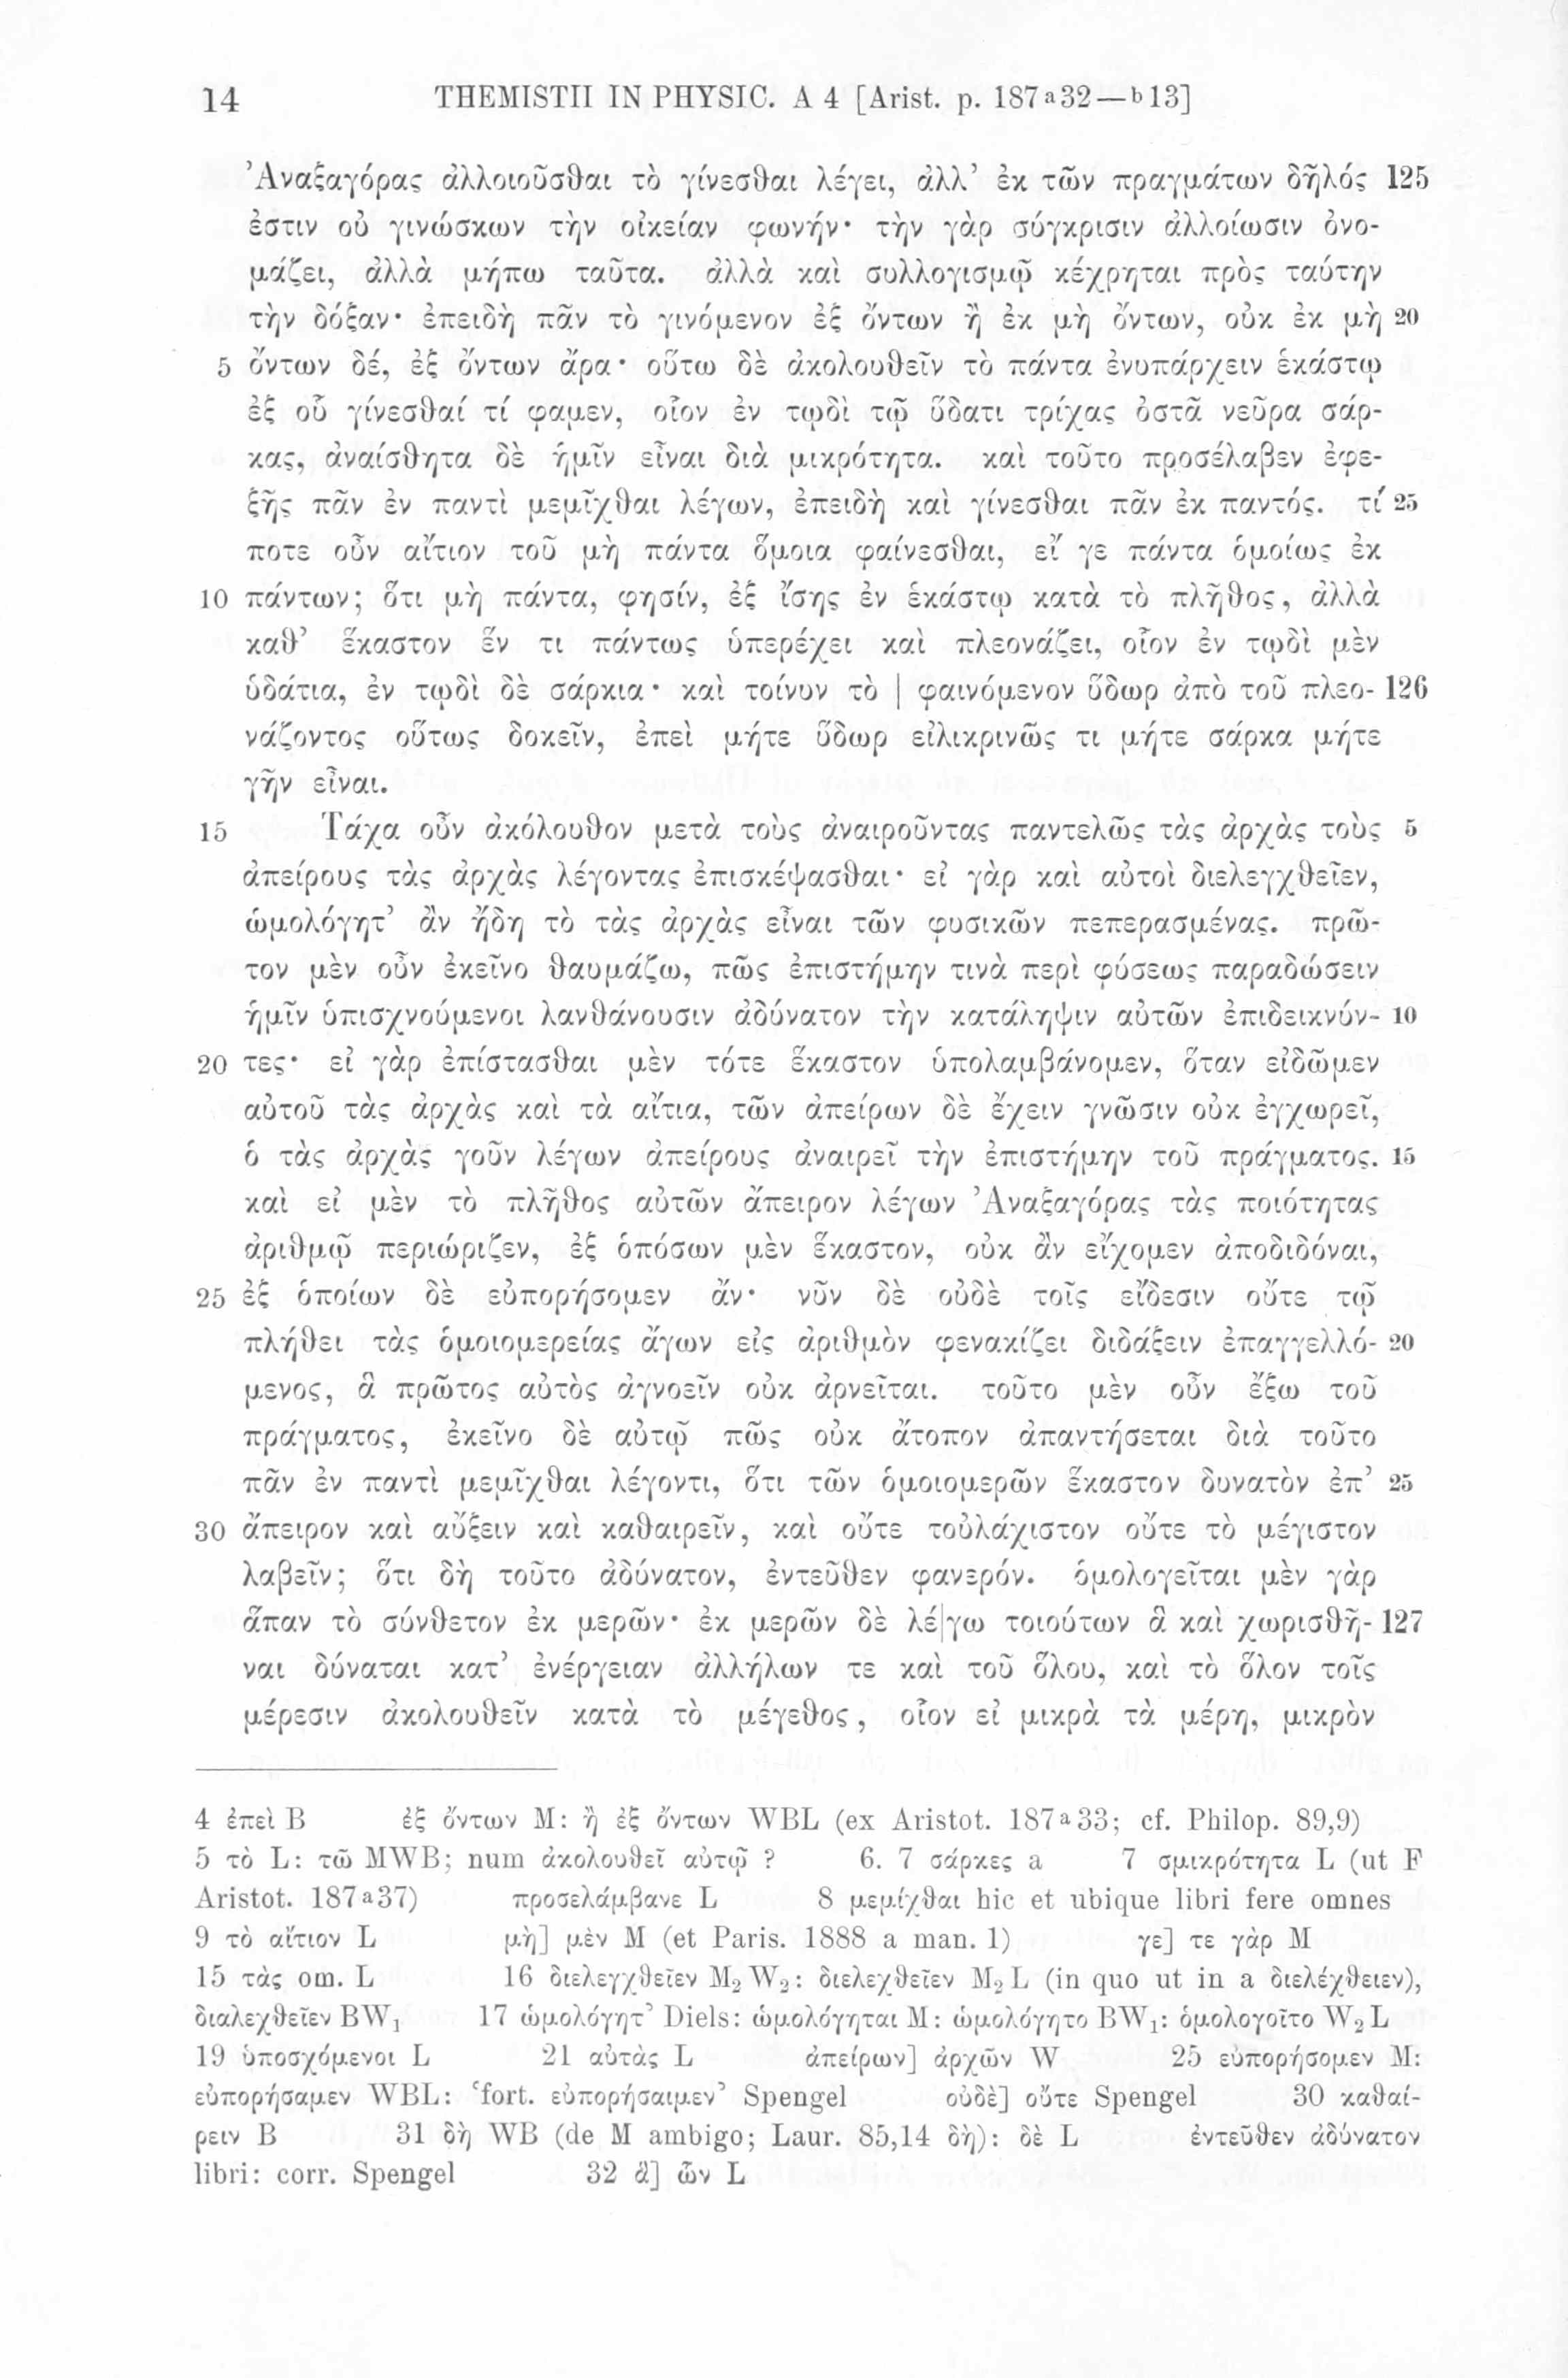 14 THEMISTII IN PHYSIC. A 4 [Arist. p. 187ᵃ32—ᵇ13]
Ἀναξαγόρας ἀλλοιοῦσθαι τὸ γίνεσθαι λέγει, ἀλλ’ ἐκ τῶν πραγμάτων δῆλός 125
ἐστιν οὐ γινώσκων τὴν οἰκείαν φωνήν· τὴν γὰρ σύγκρισιν ἀλλοίωσιν ὀνο-
μάζει, ἀλλὰ μήπω ταῦτα. ἀλλὰ καὶ συλλογισμῷ κέχρηται πρὸς ταύτην
τὴν δόξαν· ἐπειδὴ πᾶν τὸ γινόμενον ἐξ ὄντων ἢ ἐκ μὴ ὄντων, οὐκ ἐκ μὴ 20
5 ὄντων δέ, ἐξ ὄντων ἄρα· οὕτω δὲ ἀκολουθεῖν τὸ πάντα ἐνυπάρχειν ἑκάστῳ
ἐξ οὗ γίνεσθαί τί φαμεν, οἷον ἐν τῳδὶ τῷ ὕδατι τρίχας ὀστᾶ νεῦρα σάρ-
κας, ἀναίσθητα δὲ ἡμῖν εἶναι διὰ μικρότητα. καὶ τοῦτο προσέλαβεν ἐφε-
ξῆς πᾶν ἐν παντὶ μεμῖχθαι λέγων, ἐπειδὴ καὶ γίνεσθαι πᾶν ἐκ παντός. τί 25
ποτε οὖν αἴτιον τοῦ μὴ πάντα ὅμοια φαίνεσθαι, εἴ γε πάντα ὁμοίως ἐκ
10 πάντων; ὅτι μὴ πάντα, φησίν, ἐξ ἴσης ἐν ἑκάστῳ κατὰ τὸ πλῆθος, ἀλλὰ
καθ’ ἕκαστον ἕν τι πάντως ὑπερέχει καὶ πλεονάζει, οἷον ἐν τῳδὶ μὲν
ὑδάτια, ἐν τῳδὶ δὲ σάρκια· καὶ τοίνυν τὸ | φαινόμενον ὕδωρ ἀπὸ τοῦ πλεο- 126
νάζοντος οὕτως δοκεῖν, ἐπεὶ μήτε ὕδωρ εἰλικρινῶς τι μήτε σάρκα μήτε
γῆν εἶναι.
15 Τάχα οὖν ἀκόλουθον μετὰ τοὺς ἀναιροῦντας παντελῶς τὰς ἀρχὰς τοὺς 5
ἀπείρους τὰς ἀρχὰς λέγοντας ἐπισκέψασθαι· εἰ γὰρ καὶ αὐτοὶ διελεγχθεῖεν,
ὡμολόγητ’ ἂν ἤδη τὸ τὰς ἀρχὰς εἶναι τῶν φυσικῶν πεπερασμένας. πρῶ-
τον μὲν οὖν ἐκεῖνο θαυμάζω, πῶς ἐπιστήμην τινὰ περὶ φύσεως παραδώσειν
ἡμῖν ὑπισχνούμενοι λανθάνουσιν ἀδύνατον τὴν κατάληψιν αὐτῶν ἐπιδεικνύν- 10
20 τες· εἰ γὰρ ἐπίστασθαι μὲν τότε ἕκαστον ὑπολαμβάνομεν, ὅταν εἰδῶμεν
αὐτοῦ τὰς ἀρχὰς καὶ τὰ αἴτια, τῶν ἀπείρων δὲ ἔχειν γνῶσιν οὐκ ἐγχωρεῖ,
ὁ τὰς ἀρχὰς γοῦν λέγων ἀπείρους ἀναιρεῖ τὴν ἐπιστήμην τοῦ πράγματος. 15
καὶ εἰ μὲν τὸ πλῆθος αὐτῶν ἄπειρον λέγων Ἀναξαγόρας τὰς ποιότητας
ἀριθμῷ περιώριζεν, ἐξ ὁπόσων μὲν ἕκαστον, οὐκ ἂν εἴχομεν ἀποδιδόναι,
25 ἐξ ὁποίων δὲ εὐπορήσομεν ἄν· νῦν δὲ οὐδὲ τοῖς εἴδεσιν οὔτε τῷ
πλήθει τὰς ὁμοιομερείας ἄγων εἰς ἀριθμὸν φενακίζει διδάξειν ἐπαγγελλό- 20
μενος, ἃ πρῶτος αὐτὸς ἀγνοεῖν οὐκ ἀρνεῖται. τοῦτο μὲν οὖν ἔξω τοῦ
πράγματος, ἐκεῖνο δὲ αὐτῷ πῶς οὐκ ἄτοπον ἀπαντήσεται διὰ τοῦτο
πᾶν ἐν παντὶ μεμῖχθαι λέγοντι, ὅτι τῶν ὁμοιομερῶν ἕκαστον δυνατὸν ἐπ’ 25
30 ἄπειρον καὶ αὔξειν καὶ καθαιρεῖν, καὶ οὔτε τοὐλάχιστον οὔτε τὸ μέγιστον
λαβεῖν; ὅτι δὴ τοῦτο ἀδύνατον, ἐντεῦθεν φανερόν. ὁμολογεῖται μὲν γὰρ
ἅπαν τὸ σύνθετον ἐκ μερῶν· ἐκ μερῶν δὲ λέ|γω τοιούτων ἃ καὶ χωρισθῆ- 127
ναι δύναται κατ’ ἐνέργειαν ἀλλήλων τε καὶ τοῦ ὅλου, καὶ τὸ ὅλον τοῖς
μέρεσιν ἀκολουθεῖν κατὰ τὸ μέγεθος, οἷον εἰ μικρὰ τὰ μέρη, μικρὸν
4 ἐπεὶ B ἐξ ὄντων M: ἢ ἐξ ὄντων WBL (ex Aristot. 187ᵃ33; cf. Philop. 89,9)
5 τὸ L: τῶ MWB; num ἀκολουθεῖ αὐτῷ ? 6. 7 σάρκες a 7 σμικρότητα L (ut F
Aristot. 187ᵃ37) προσελάμβανε L 8 μεμίχθαι hic et ubique libri fere omnes
9 τὸ αἴτιον L μὴ] μὲν M (et Paris. 1888 a man. 1) γε] τε γὰρ M
15 τὰς om. L 16 διελεγχθεῖεν M₂W₂: διελεχθεῖεν M₂L (in quo ut in a διελέχθειεν),
διαλεχθεῖεν BW₁ 17 ὡμολόγητ’ Diels: ὡμολόγηται M: ὡμολόγητο BW₁: ὁμολογοῖτο W₂L
19 ὑποσχόμενοι L 21 αὐτὰς L ἀπείρων] ἀρχῶν W 25 εὐπορήσομεν M:
εὐπορήσαμεν WBL: ‘fort. εὐπορήσαιμεν’ Spengel οὐδὲ] οὔτε Spengel 30 καθαί-
ρειν B 31 δὴ WB (de M ambigo; Laur. 85,14 δὴ): δὲ L ἐντεῦθεν ἀδύνατον
libri: corr. Spengel 32 ἃ] ὧν L